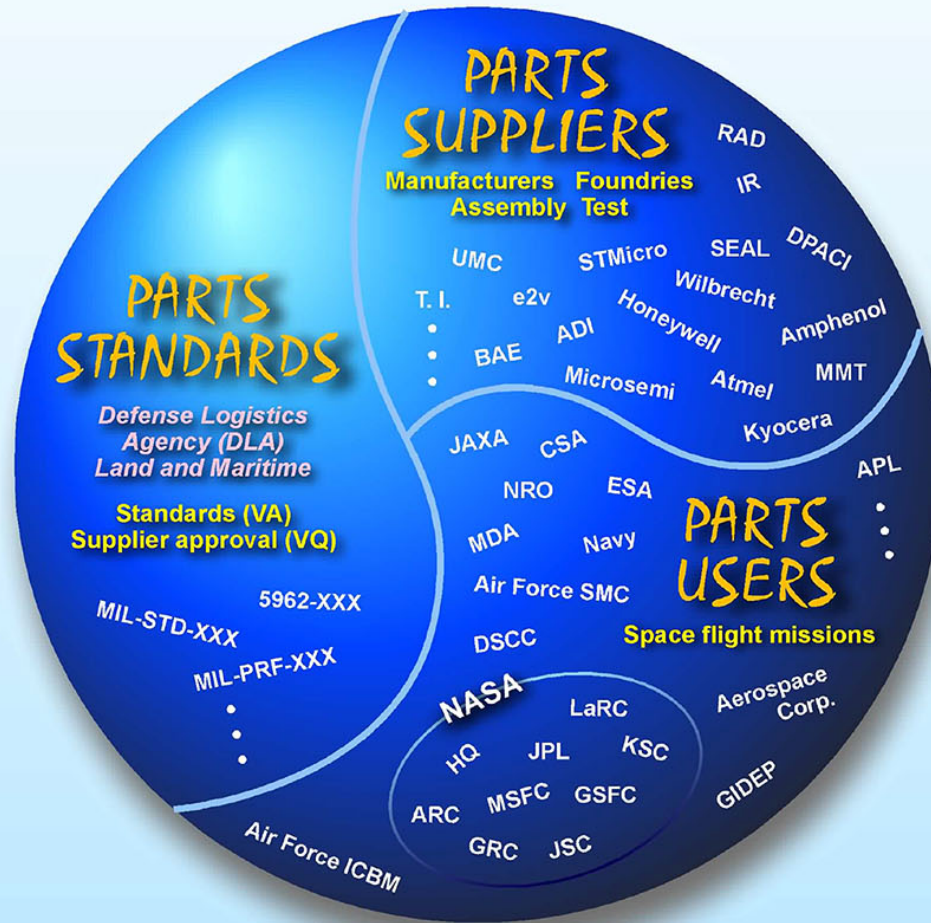 PARTS
SUPPLIERS
Manufacturers Foundries
Assembly Test
RAD
IR
DPACI
SEAL
STMicro
UMC
Wilbrecht
T. I.
e2v
Honeywell
Amphenol
ADI
BAE
MMT
Atmel
Microsemi
Kyocera
PARTS
STANDARDS
Defense Logistics
Agency (DLA)
Land and Maritime
Standards (VA)
Supplier approval (VQ)
5962-XXX
MIL-STD-XXX
MIL-PRF-XXX
JAXA
CSA
APL
NRO
ESA
PARTS
USERS
Space flight missions
MDA
Navy
Air Force SMC
DSCC
Aerospace
Corp.
GIDEP
NASA
LaRC
HQ
JPL
KSC
ARC
MSFC
GSFC
GRC
JSC
Air Force ICBM